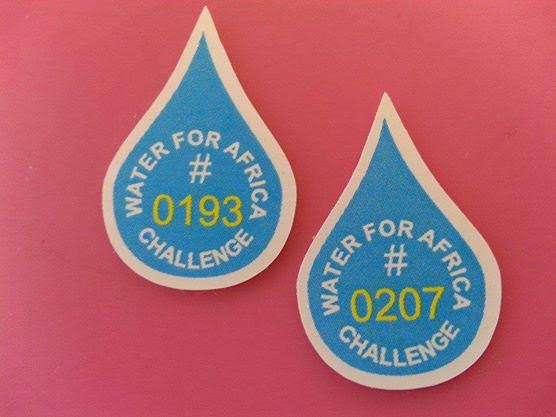 WATER FOR AFRICA
#
0193
CHALLENGE
WATER FOR AFRICA
#
0207
CHALLENGE